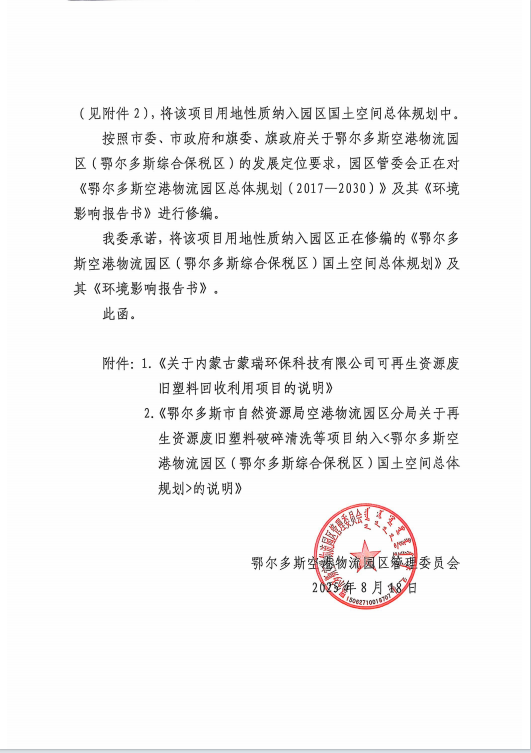 （见附件2），将该项目用地性质纳入园区国土空间总体规划中。
按照市委、市政府和旗委、旗政府关于鄂尔多斯空港物流园
区（鄂尔多斯综合保税区）的发展定位要求，园区管委会正在对
《鄂尔多斯空港物流园区总体规划（2017—2030）》及其《环境
影响报告书》进行修编。
我委承诺，将该项目用地性质纳入园区正在修编的《鄂尔多
斯空港物流园区（鄂尔多斯综合保税区）国土空间总体规划》及
其《环境影响报告书》。
此函。
附件：1.《关于内蒙古蒙瑞环保科技有限公司可再生资源废
旧塑料回收利用项目的说明》
2.《鄂尔多斯市自然资源局空港物流园区分局关于再
生资源废旧塑料破碎清洗等项目纳入<鄂尔多斯空
港物流园区（鄂尔多斯综合保税区）国土空间总体
规划>的说明》
鄂尔多斯空港物流园区管理委员会
2023年8月18日